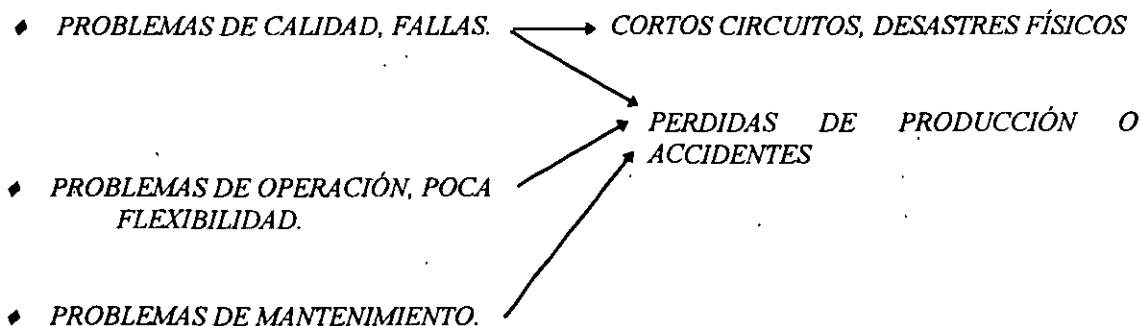 ♦ PROBLEMAS DE CALIDAD, FALLAS.
CORTOS CIRCUITOS, DESASTRES FÍSICOS
PERDIDAS DE PRODUCCIÓN O
ACCIDENTES
♦ PROBLEMAS DE OPERACIÓN, POCA
FLEXIBILIDAD.
♦ PROBLEMAS DE MANTENIMIENTO.